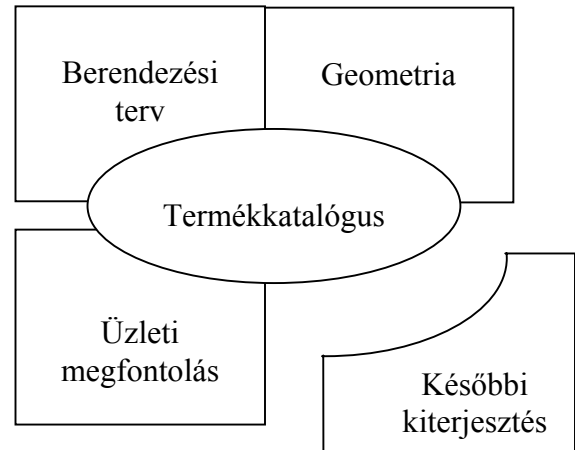 Berendezési
terv
Geometria
Termékkatalógus
Üzleti
megfontolás
Későbbi
kiterjesztés